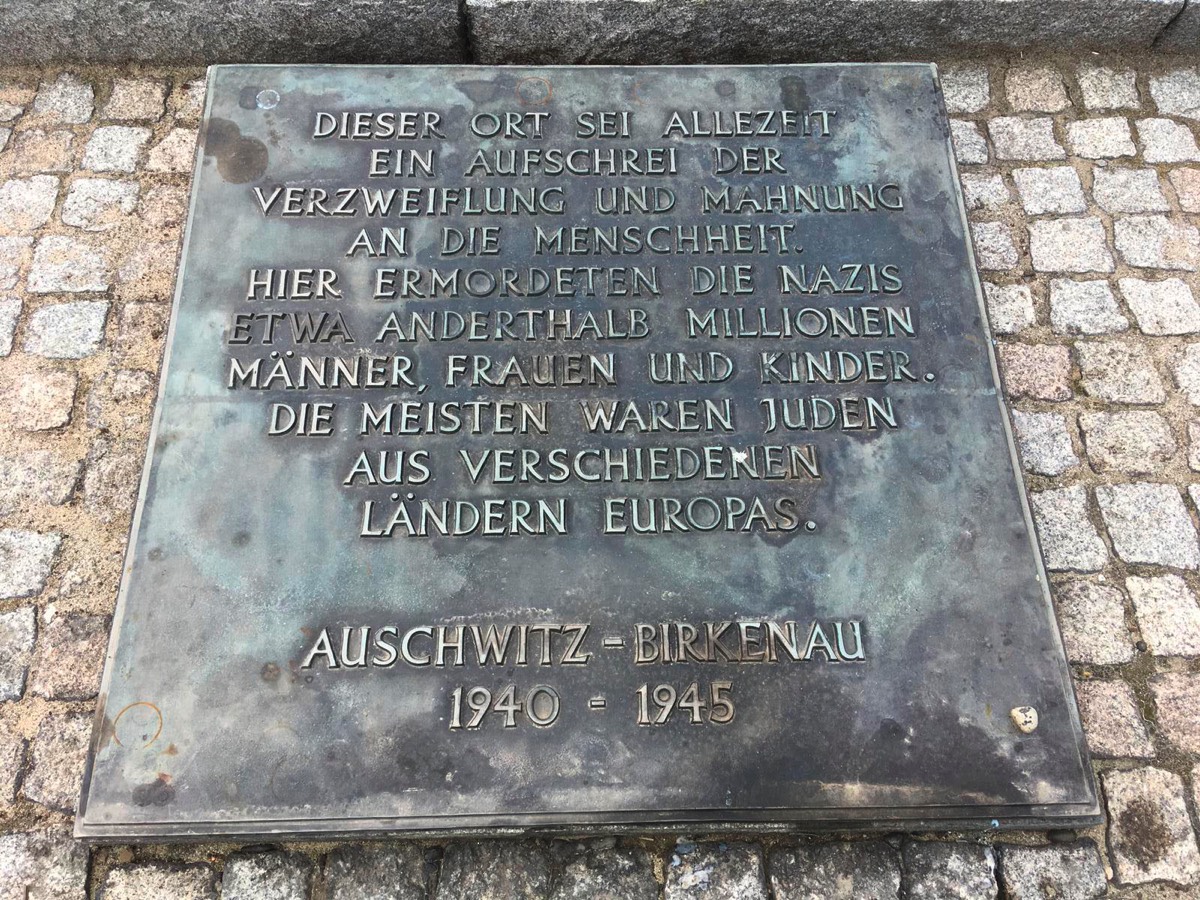 DIESER ORT SEI ALLEZEIT
EIN AUFSCHREI DER
VERZWEIFLUNG UND MAHNUNG
AN DIE MENSCHHEIT.
HIER ERMORDETEN DIE NAZIS
ETWA ANDERTHALB MILLIONEN
MÄNNER, FRAUEN UND KINDER.
DIE MEISTEN WAREN JUDEN
AUS VERSCHIEDENEN
LÄNDERN EUROPAS.
AUSCHWITZ - BIRKENAU
1940 - 1945